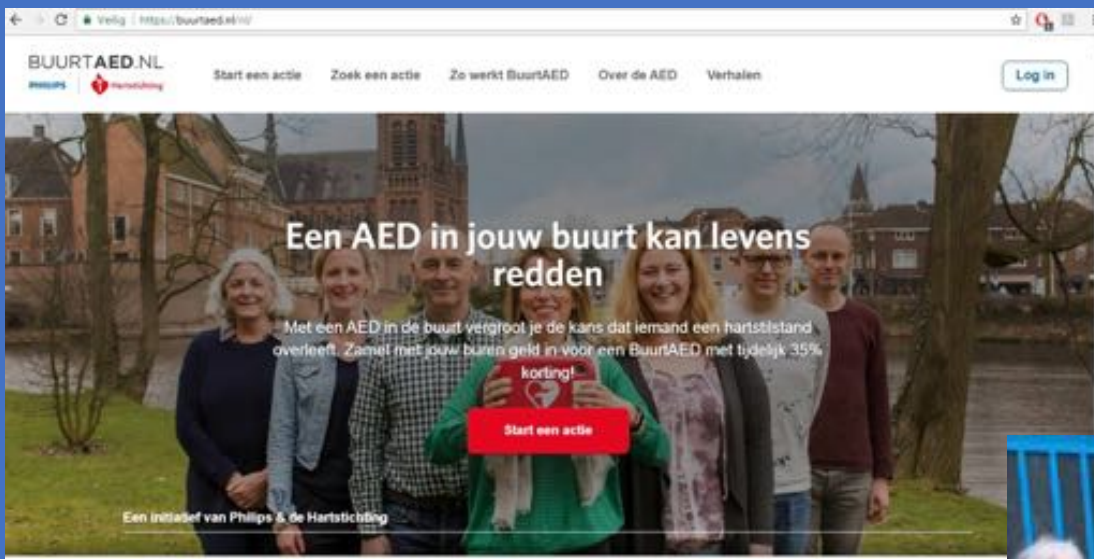 Veilig | https://buurtaed.nl/nl/
BUURTAED.NL
PHILIPS Hartstichting
Start een actie Zoek een actie Zo werkt BuurtAED Over de AED Verhalen Log in
Een AED in jouw buurt kan levens
redden
Met een AED in de buurt vergroot je de kans dat iemand een hartstilstand
overleeft. Zamel met jouw buren geld in voor een BuurtAED met tijdelijk 35%
korting!
Start een actie
Een initiatief van Philips & de Hartstichting